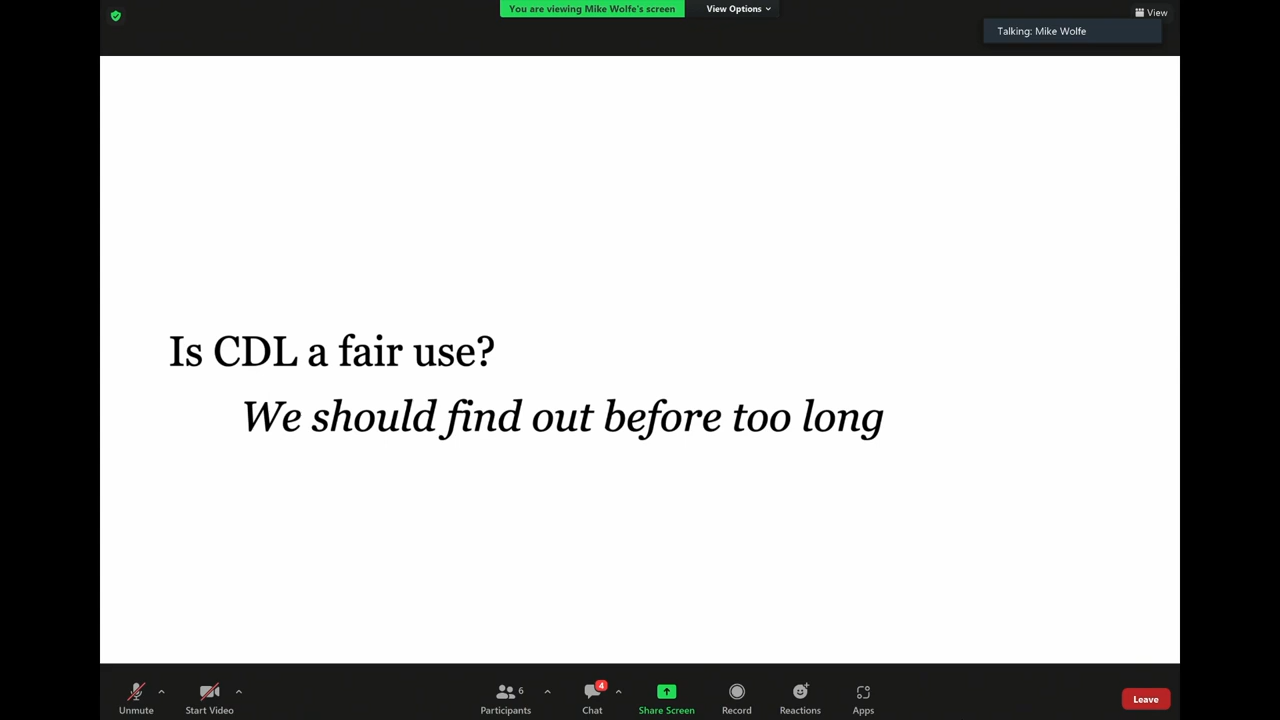 You are viewing Mike Wolfe's screen
View Options
View
Talking: Mike Wolfe
Is CDL a fair use?
We should find out before too long
Unmute
Start Video
6
Participants
4
Chat
Share Screen
Record
Reactions
Apps
Leave